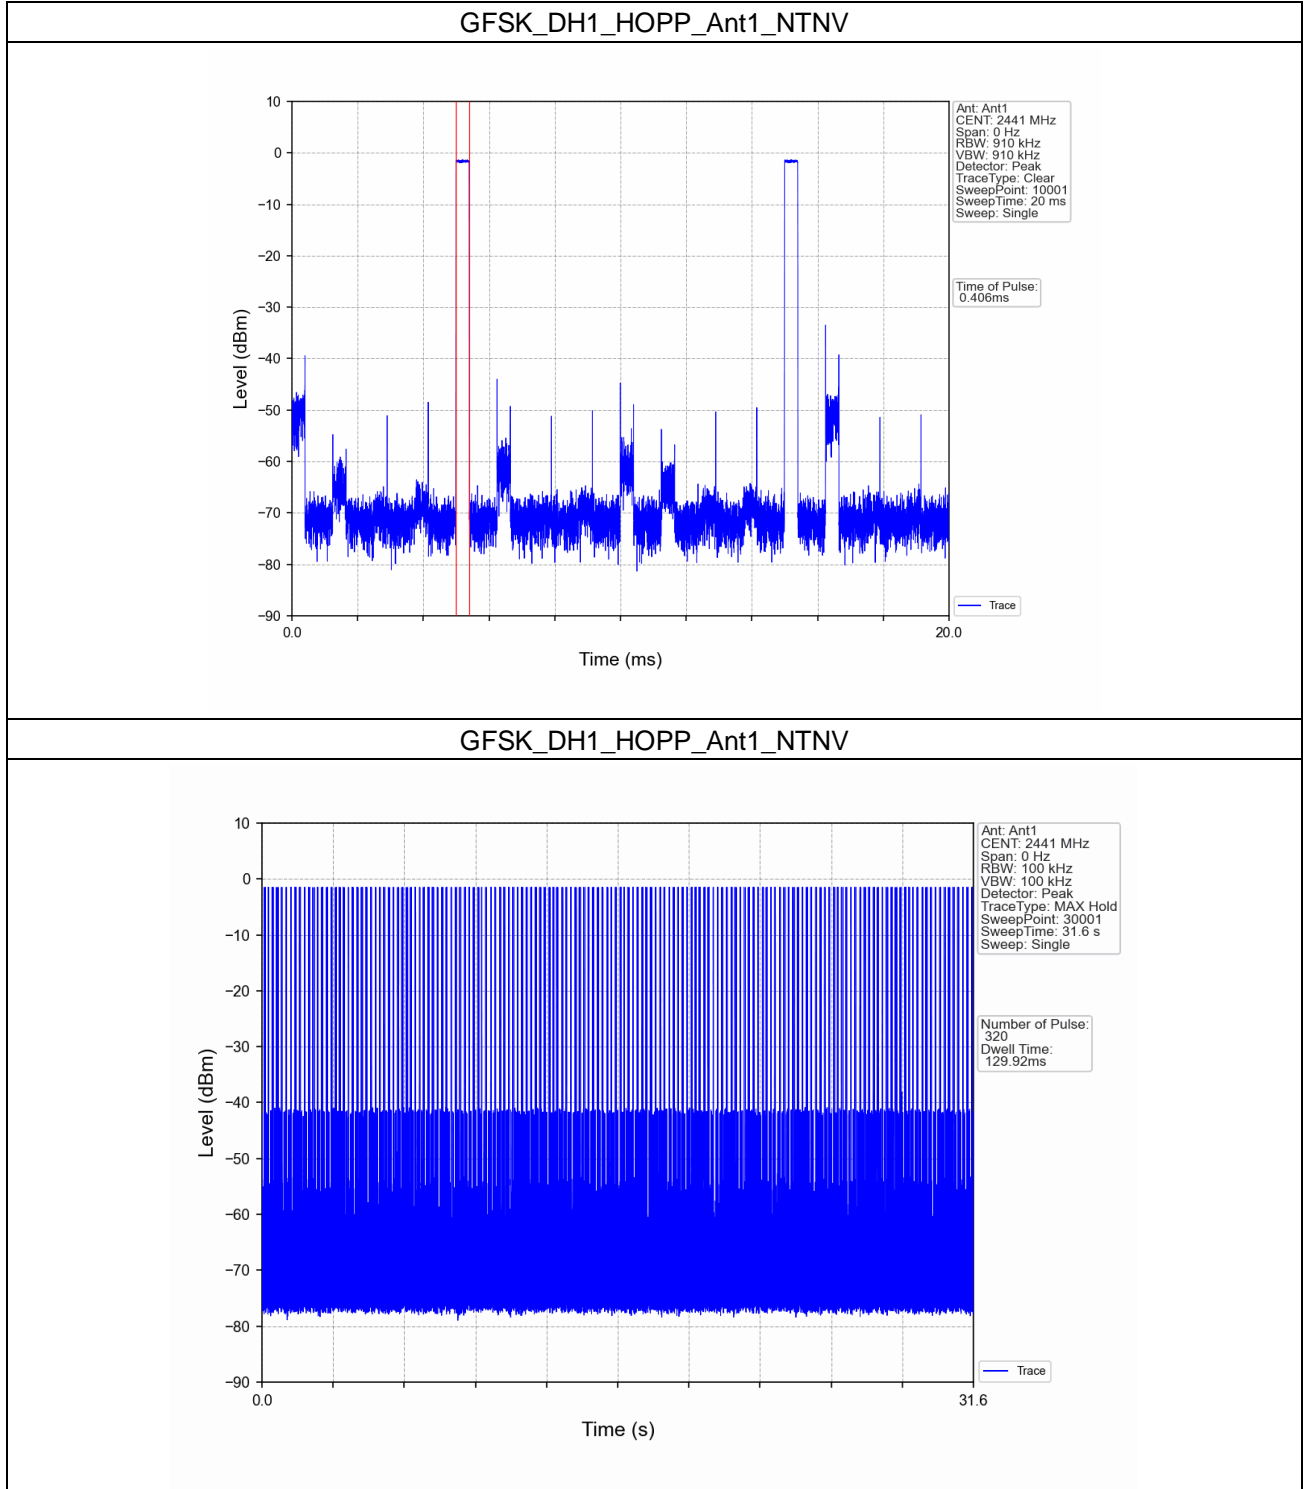 GFSK_DH1_HOPP_Ant1_NTNV
10
0
−10
−20
−30
−40
−50
−60
−70
−80
−90
Level (dBm)
0.0
20.0
Time (ms)
Ant: Ant1
CENT: 2441 MHz
Span: 0 Hz
RBW: 910 kHz
VBW: 910 kHz
Detector: Peak
TraceType: Clear
SweepPoint: 10001
SweepTime: 20 ms
Sweep: Single
Time of Pulse:
0.406ms
Trace
GFSK_DH1_HOPP_Ant1_NTNV
10
0
−10
−20
−30
−40
−50
−60
−70
−80
−90
Level (dBm)
0.0
31.6
Time (s)
Ant: Ant1
CENT: 2441 MHz
Span: 0 Hz
RBW: 100 kHz
VBW: 100 kHz
Detector: Peak
TraceType: MAX Hold
SweepPoint: 30001
SweepTime: 31.6 s
Sweep: Single
Number of Pulse:
320
Dwell Time:
129.92ms
Trace